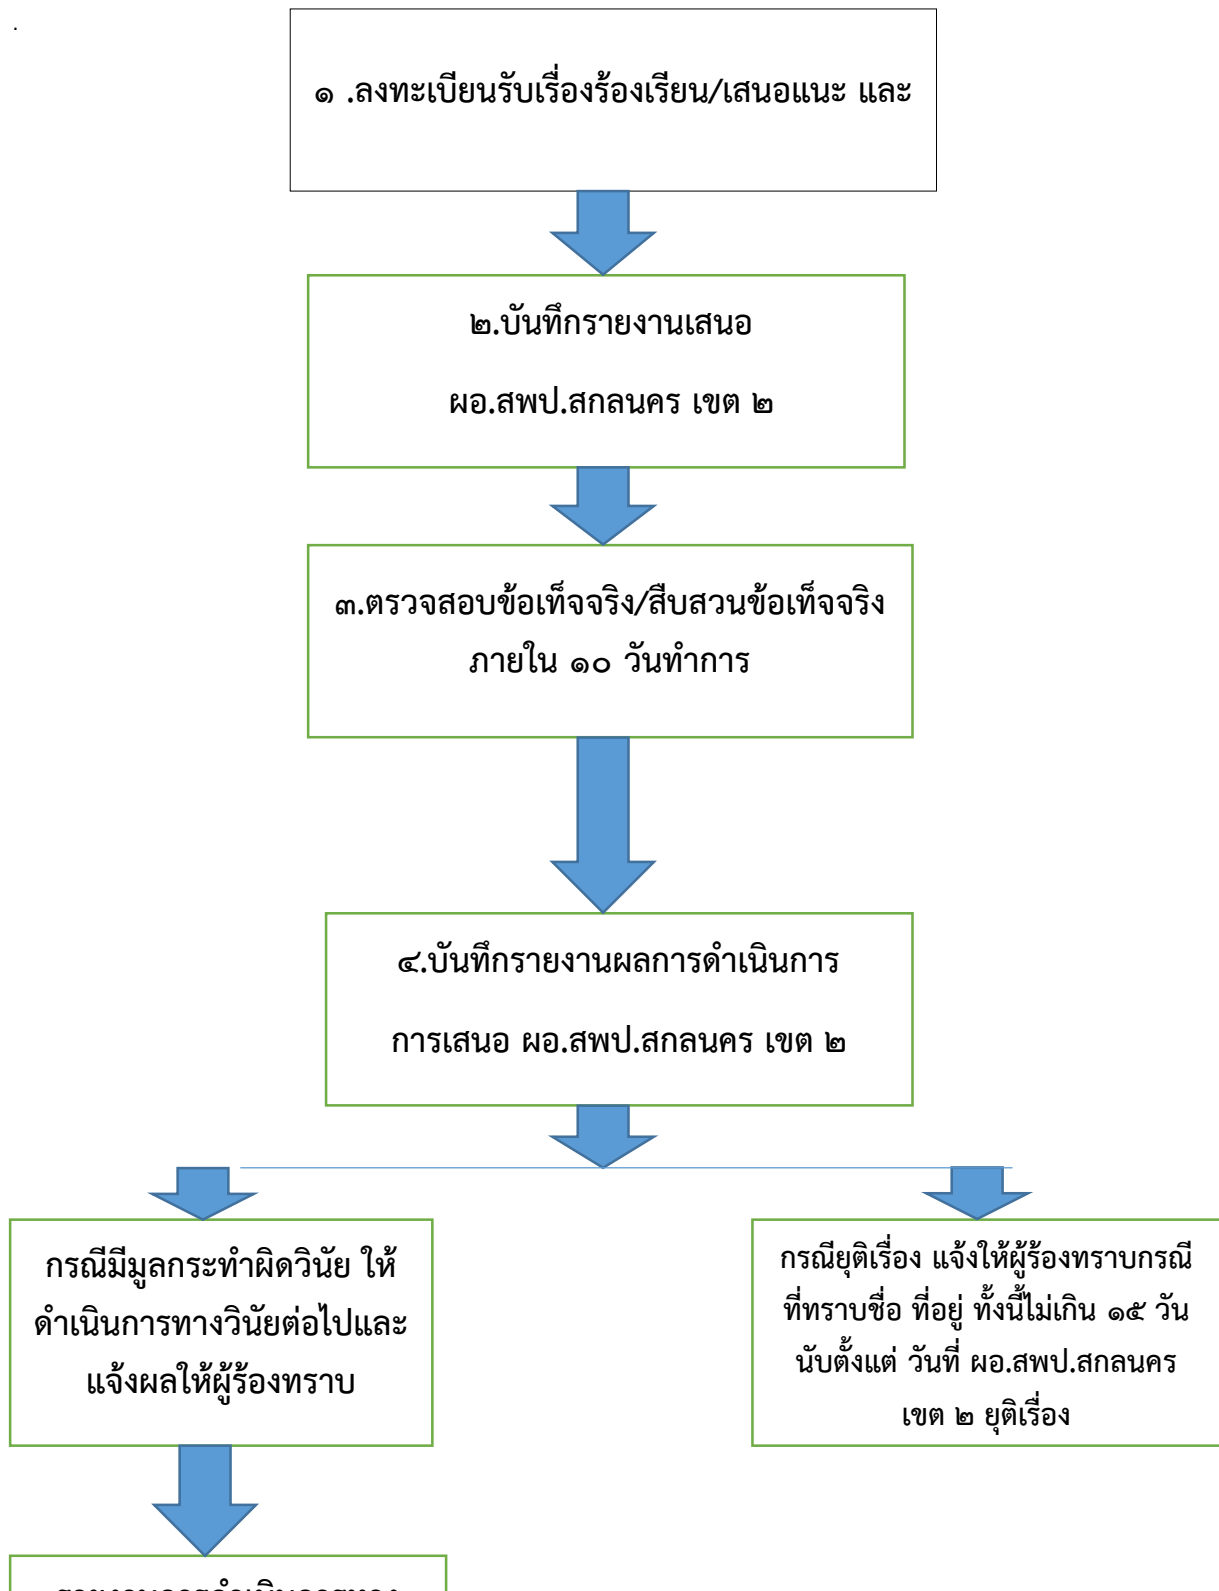 ๑ .ลงทะเบียนรับเรื่องร้องเรียน/เสนอแนะ และ
๒.บันทึกรายงานเสนอ
ผอ.สพป.สกลนคร เขต ๒
๓.ตรวจสอบข้อเท็จจริง/สืบสวนข้อเท็จจริง
ภายใน ๑๐ วันทำการ
๔.บันทึกรายงานผลการดำเนินการ
การเสนอ ผอ.สพป.สกลนคร เขต ๒
กรณีมีมูลกระทำผิดวินัย ให้
ดำเนินการทางวินัยต่อไปและ
แจ้งผลให้ผู้ร้องทราบ
กรณียุติเรื่อง แจ้งให้ผู้ร้องทราบกรณี
ที่ทราบชื่อ ที่อยู่ ทั้งนี้ไม่เกิน ๑๕ วัน
นับตั้งแต่ วันที่ ผอ.สพป.สกลนคร
เขต ๒ ยุติเรื่อง